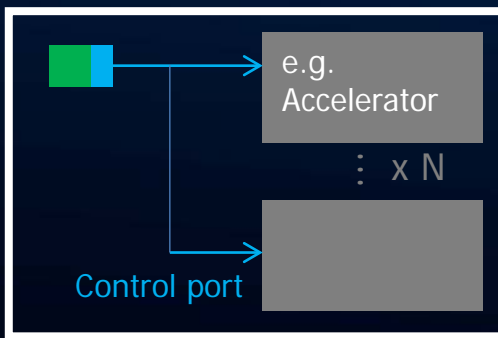 e.g.
Accelerator
⋮ x N
Control port